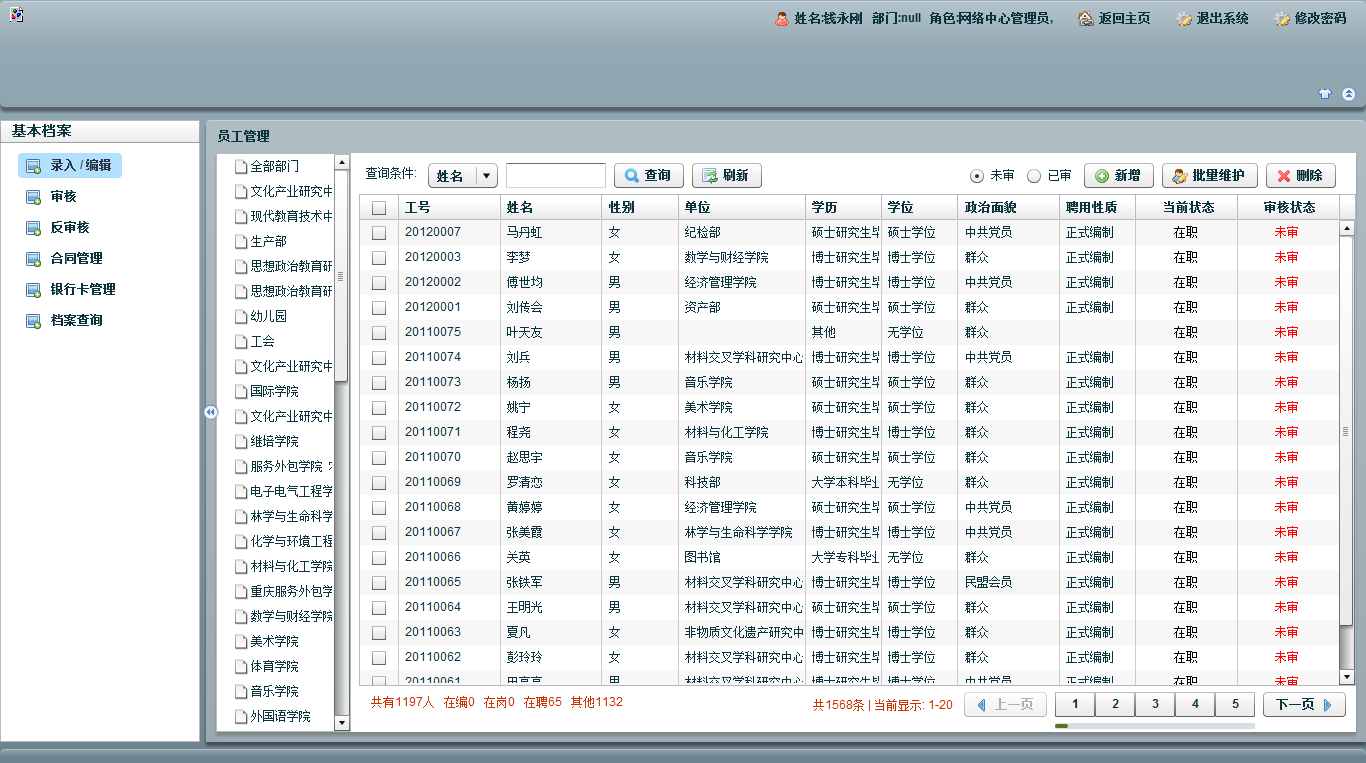 姓名:钱永刚 部门:null 角色:网络中心管理员, 返回主页 退出系统 修改密码
基本档案
录入 / 编辑
审核
反审核
合同管理
银行卡管理
档案查询
员工管理
全部部门
文化产业研究中
现代教育技术中
生产部
思想政治教育研
思想政治教育研
幼儿园
工会
文化产业研究中
国际学院
文化产业研究中
继培学院
服务外包学院
电子电气工程学
林学与生命科学
化学与环境工程
材料与化工学院
重庆服务外包学
数学与财经学院
美术学院
体育学院
音乐学院
外国语学院
查询条件: 姓名 查询 刷新 未审 已审 新增 批量维护 删除
工号 姓名 性别 单位 学历 学位 政治面貌 聘用性质 当前状态 审核状态
20120007 马丹虹 女 纪检部 硕士研究生毕 硕士学位 中共党员 正式编制 在职 未审
20120003 李梦 女 数学与财经学院 博士研究生毕 博士学位 群众 正式编制 在职 未审
20120002 傅世均 男 经济管理学院 博士研究生毕 博士学位 中共党员 正式编制 在职 未审
20120001 刘传会 男 资产部 硕士研究生毕 硕士学位 群众 正式编制 在职 未审
20110075 叶天友 男 其他 无学位 群众 在职 未审
20110074 刘兵 男 材料交叉学科研究中心 博士研究生毕 博士学位 中共党员 正式编制 在职 未审
20110073 杨扬 男 音乐学院 硕士研究生毕 硕士学位 群众 正式编制 在职 未审
20110072 姚宁 女 美术学院 硕士研究生毕 硕士学位 群众 正式编制 在职 未审
20110071 程尧 女 材料与化工学院 博士研究生毕 博士学位 群众 正式编制 在职 未审
20110070 赵思宇 女 音乐学院 硕士研究生毕 硕士学位 群众 正式编制 在职 未审
20110069 罗清恋 女 科技部 大学本科毕业 无学位 群众 正式编制 在职 未审
20110068 黄婷婷 女 经济管理学院 硕士研究生毕 硕士学位 中共党员 正式编制 在职 未审
20110067 张美霞 女 林学与生命科学学院 博士研究生毕 博士学位 中共党员 正式编制 在职 未审
20110066 关英 女 图书馆 大学专科毕业 无学位 群众 正式编制 在职 未审
20110065 张铁军 男 材料交叉学科研究中心 博士研究生毕 博士学位 民盟会员 正式编制 在职 未审
20110064 王明光 男 材料交叉学科研究中心 硕士研究生毕 博士学位 群众 正式编制 在职 未审
20110063 夏凡 女 非物质文化遗产研究中 博士研究生毕 博士学位 群众 正式编制 在职 未审
20110062 彭玲玲 女 材料交叉学科研究中心 博士研究生毕 博士学位 群众 正式编制 在职 未审
20110061 男 材料交叉学科研究中心 博士研究生毕 博士学位 中共党员 正式编制 在职 未审
共有1197人 在编0 在岗0 在聘65 其他1132 共1568条 | 当前显示: 1-20 上一页 1 2 3 4 5 下一页